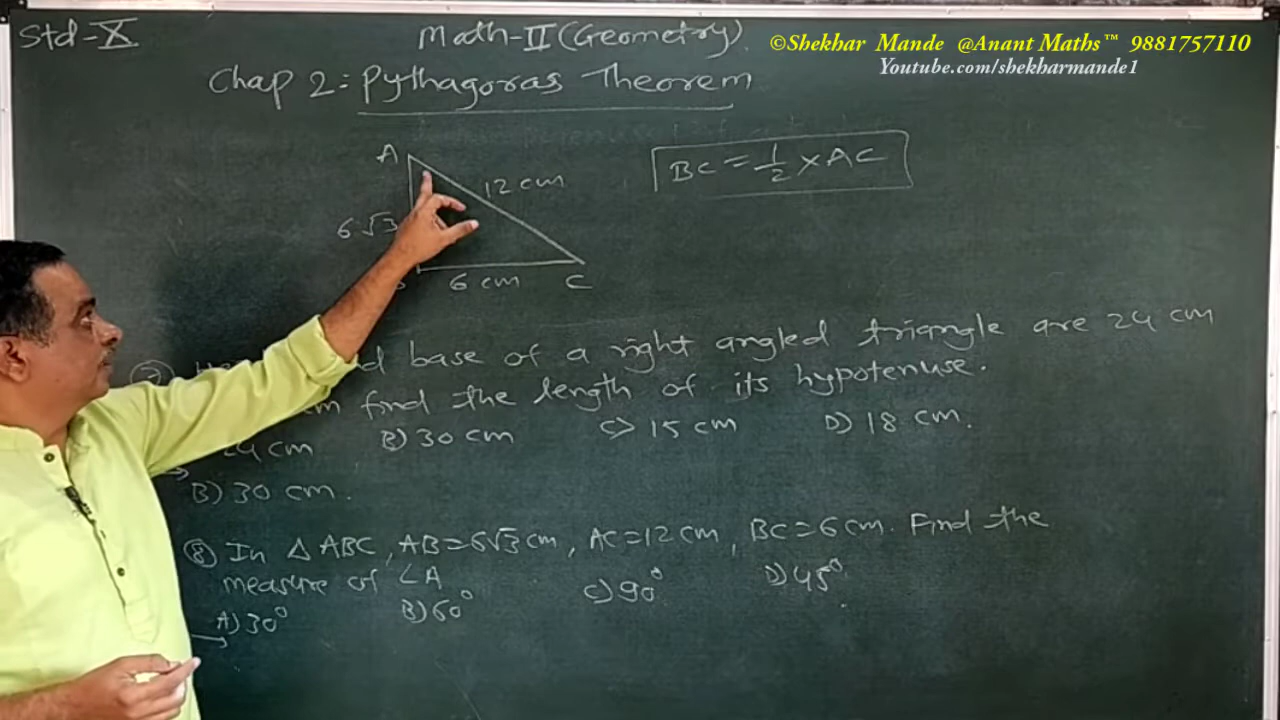 Std-X
Math-II (Geometry)
©Shekhar Mande @Anant Maths™ 9881757110
Youtube.com/shekharmande1
Chap 2: Pythagoras Theorem
A
12 cm
BC = 1/2 × AC
6√3
6 cm
C
base of a right angled triangle are 24 cm
find the length of its hypotenuse.
24 cm B) 30 cm C) 15 cm D) 18 cm.
→
B) 30 cm.
⑧ In △ ABC, AB=6√3 cm, AC=12 cm, BC=6 cm. Find the
measure of ∠A
A) 30° B) 60° C) 90° D) 45°
→